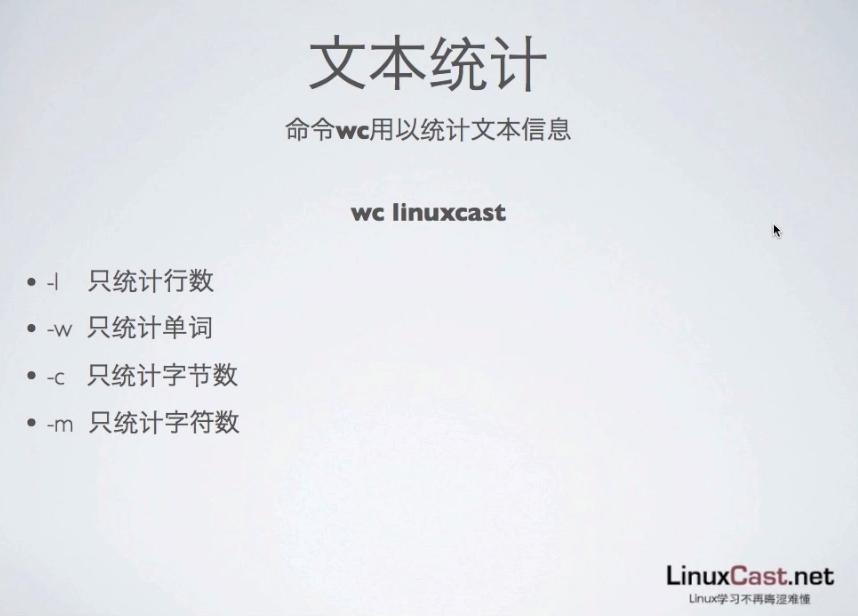 文本统计
命令wc用以统计文本信息
wc linuxcast
• -l 只统计行数
• -w 只统计单词
• -c 只统计字节数
• -m 只统计字符数
LinuxCast.net
Linux学习不再晦涩难懂